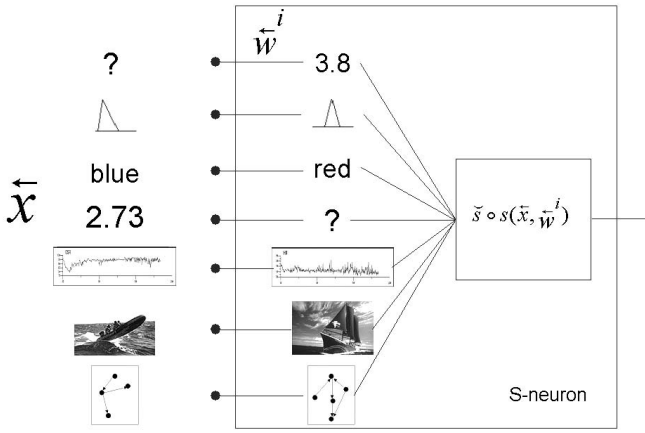 w⃖ⁱ
? 3.8
blue red
x⃖
2.73 ?
s̆ ∘ s(x⃖, w⃖ⁱ)
S-neuron